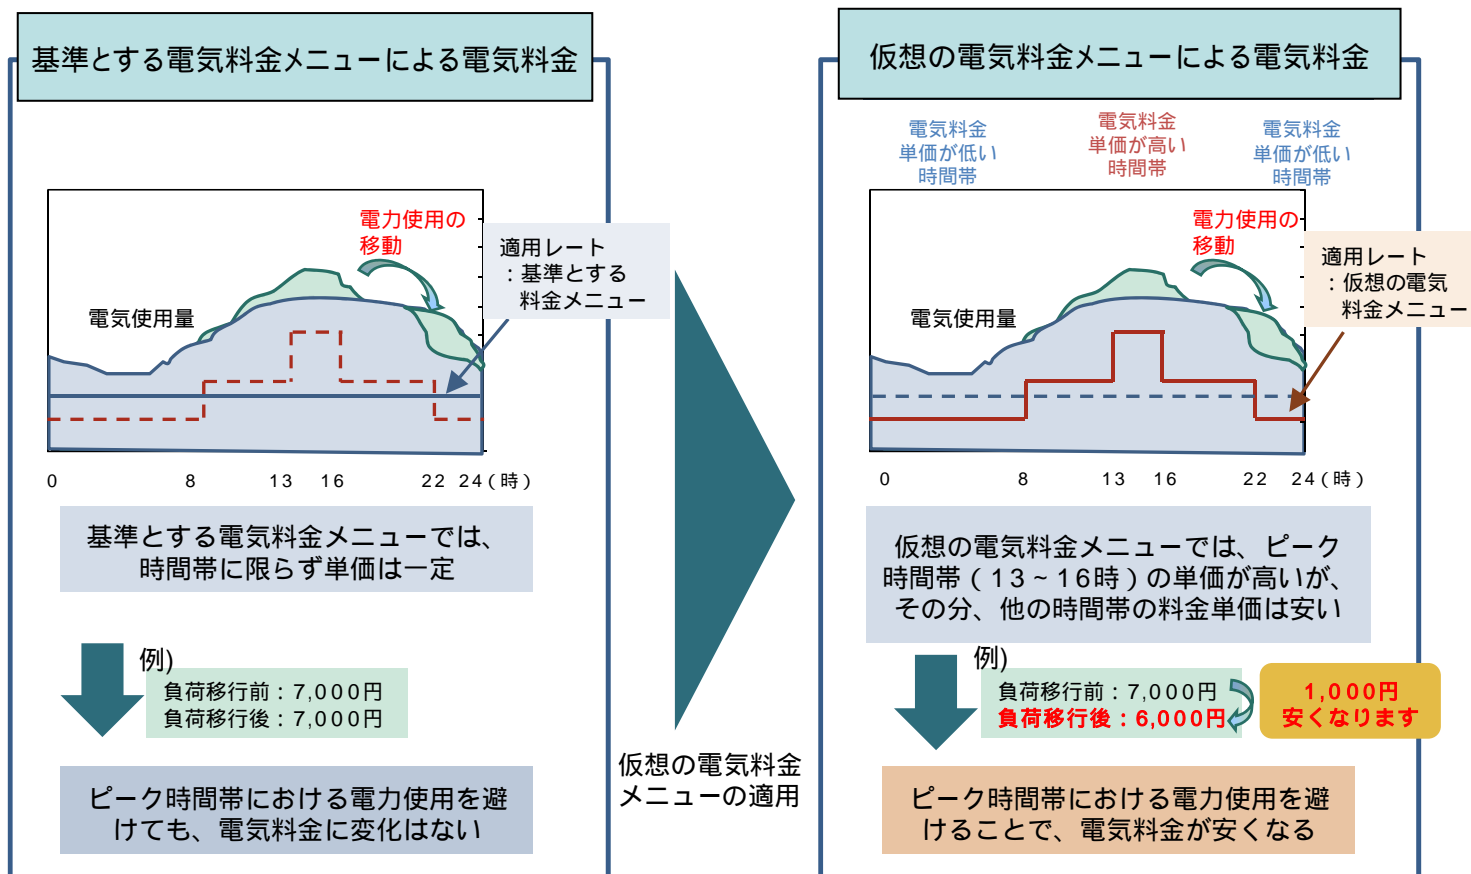 基準とする電気料金メニューによる電気料金
電力使用の
移動
適用レート
：基準とする
料金メニュー
電気使用量
0 8 13 16 22 24（時）
基準とする電気料金メニューでは、
時間帯に限らず単価は一定
例)
負荷移行前：7,000円
負荷移行後：7,000円
ピーク時間帯における電力使用を避
けても、電気料金に変化はない
仮想の電気料金
メニューの適用
仮想の電気料金メニューによる電気料金
電気料金
単価が低い
時間帯
電気料金
単価が高い
時間帯
電気料金
単価が低い
時間帯
電力使用の
移動
適用レート
：仮想の電気
料金メニュー
電気使用量
0 8 13 16 22 24（時）
仮想の電気料金メニューでは、ピーク
時間帯（13～16時）の単価が高いが、
その分、他の時間帯の料金単価は安い
例)
負荷移行前：7,000円
負荷移行後：6,000円
1,000円
安くなります
ピーク時間帯における電力使用を避
けることで、電気料金が安くなる